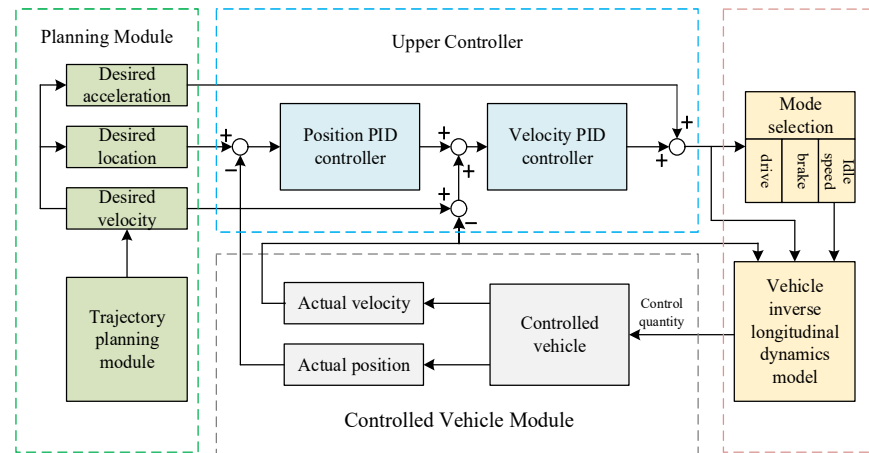 Planning Module
Desired
acceleration
Desired
location
Desired
velocity
Trajectory
planning
module
Upper Controller
+
−
Position PID
controller
+
+
−
Velocity PID
controller
+
+
Mode
selection
drive
brake
Idle
speed
Vehicle
inverse
longitudinal
dynamics
model
Control
quantity
Controlled
vehicle
Actual velocity
Actual position
Controlled Vehicle Module
+